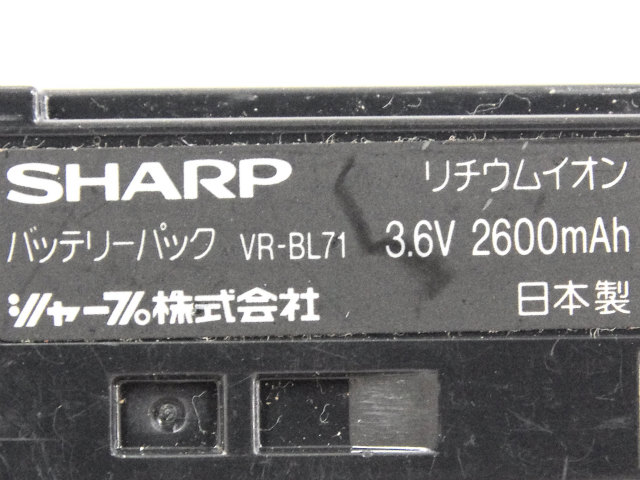 SHARP リチウムイオン
バッテリーパック VR-BL71 3.6V 2600mAh
シャープ株式会社 日本製